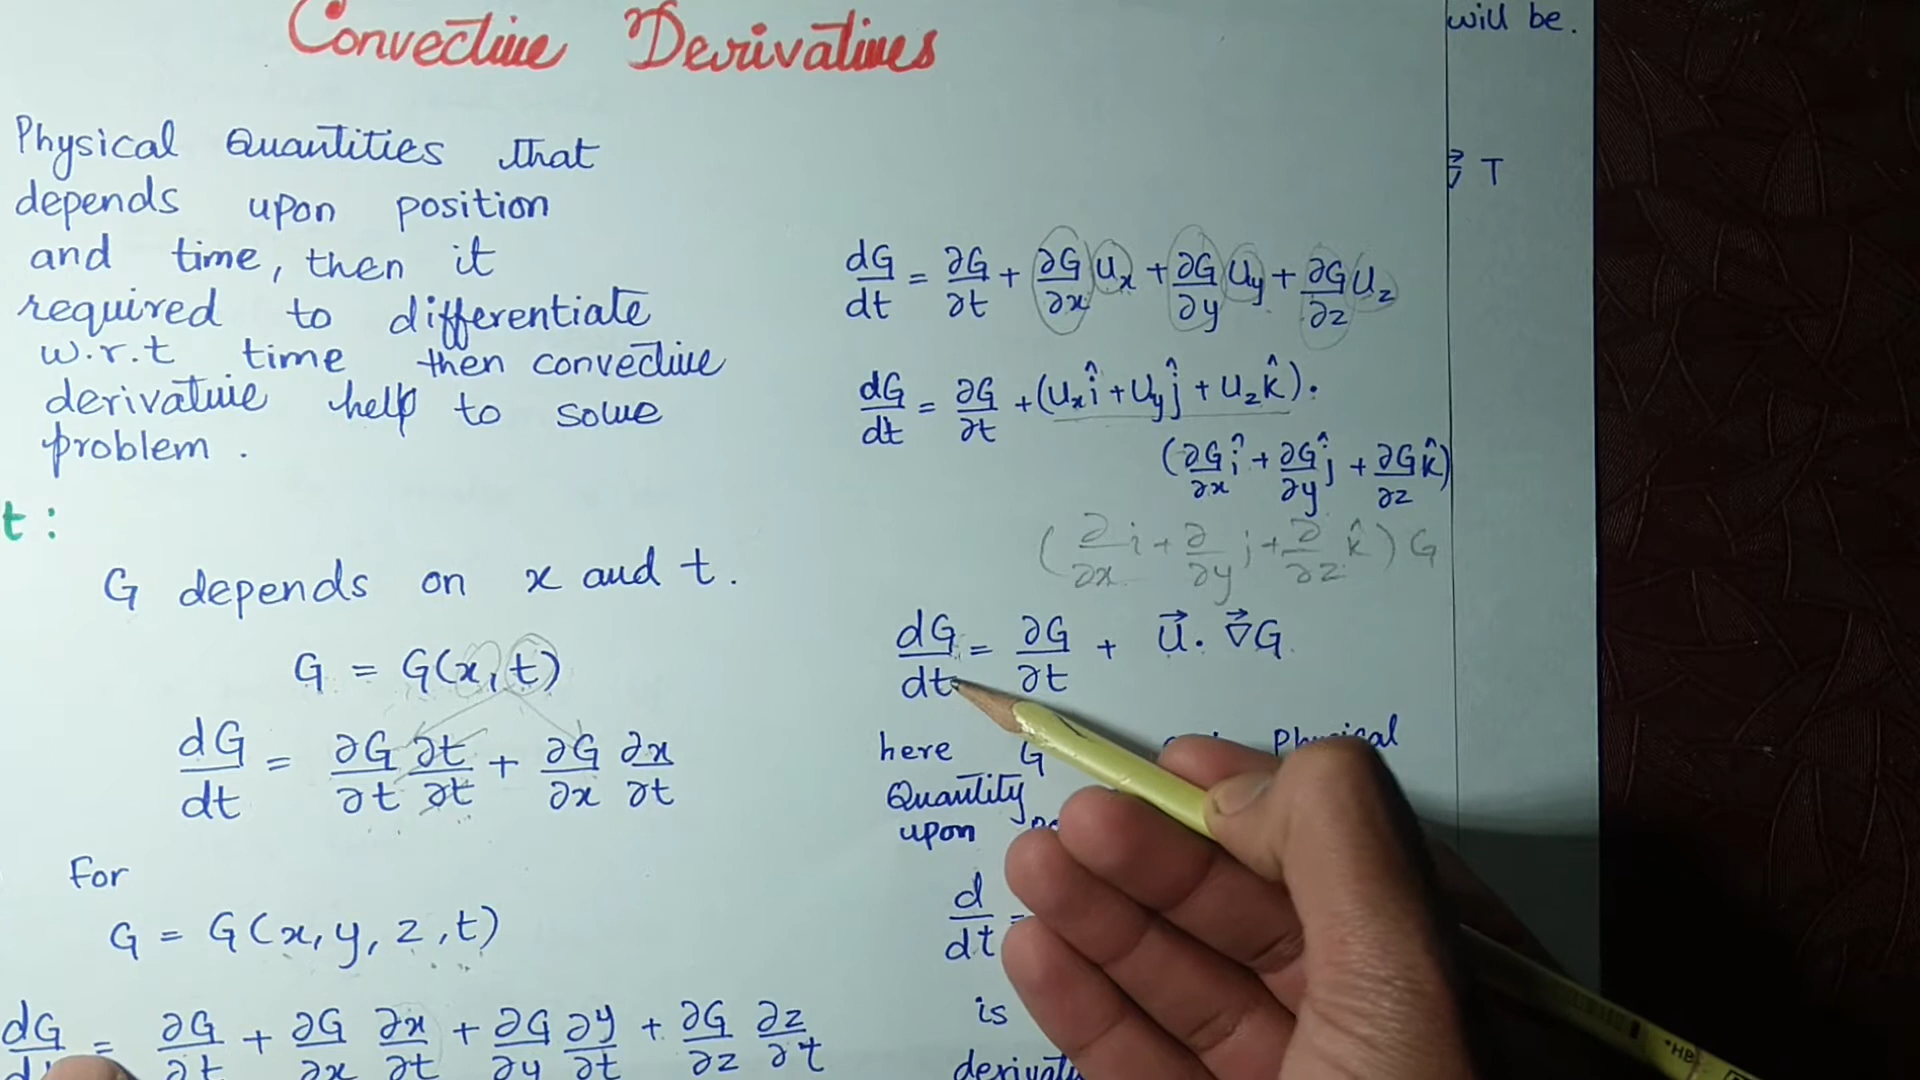 Convective Derivatives
Physical Quantities that
depends upon position
and time, then it
required to differentiate
w.r.t time then convective
derivative help to solve
problem .
t :
G depends on x and t .
G = G(x, t)
dG/dt = ∂G/∂t ∂t/∂t + ∂G/∂x ∂x/∂t
For
G = G(x, y, z, t)
dG = ∂G/∂t + ∂G/∂x ∂x/∂t + ∂G/∂y ∂y/∂t + ∂G/∂z ∂z/∂t
dG/dt = ∂G/∂t + ∂G/∂x Ux + ∂G/∂y Uy + ∂G/∂z Uz
dG/dt = ∂G/∂t + (Ux î + Uy ĵ + Uz k̂) .
(∂G/∂x î + ∂G/∂y ĵ + ∂G/∂z k̂)
(∂/∂x i + ∂/∂y j + ∂/∂z k̂) G
dG/dt = ∂G/∂t + U⃗ . ∇⃗G
here G Physical
Quantity
upon
d/dt =
is
will be.
∇⃗ T
HB